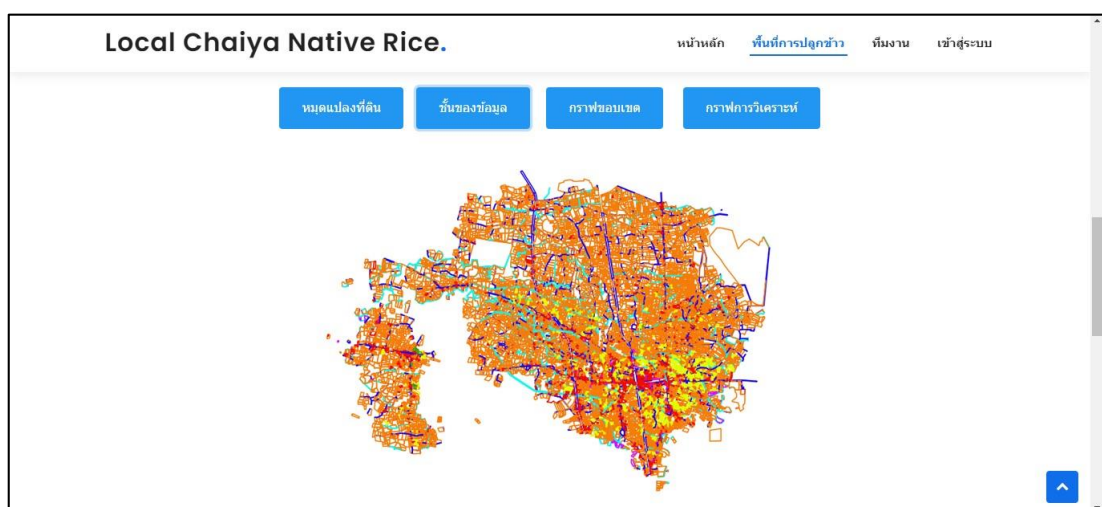 Local Chaiya Native Rice.
หน้าหลัก พื้นที่การปลูกข้าว ทีมงาน เข้าสู่ระบบ
หมุดแปลงที่ดิน ชั้นของข้อมูล กราฟขอบเขต กราฟการวิเคราะห์